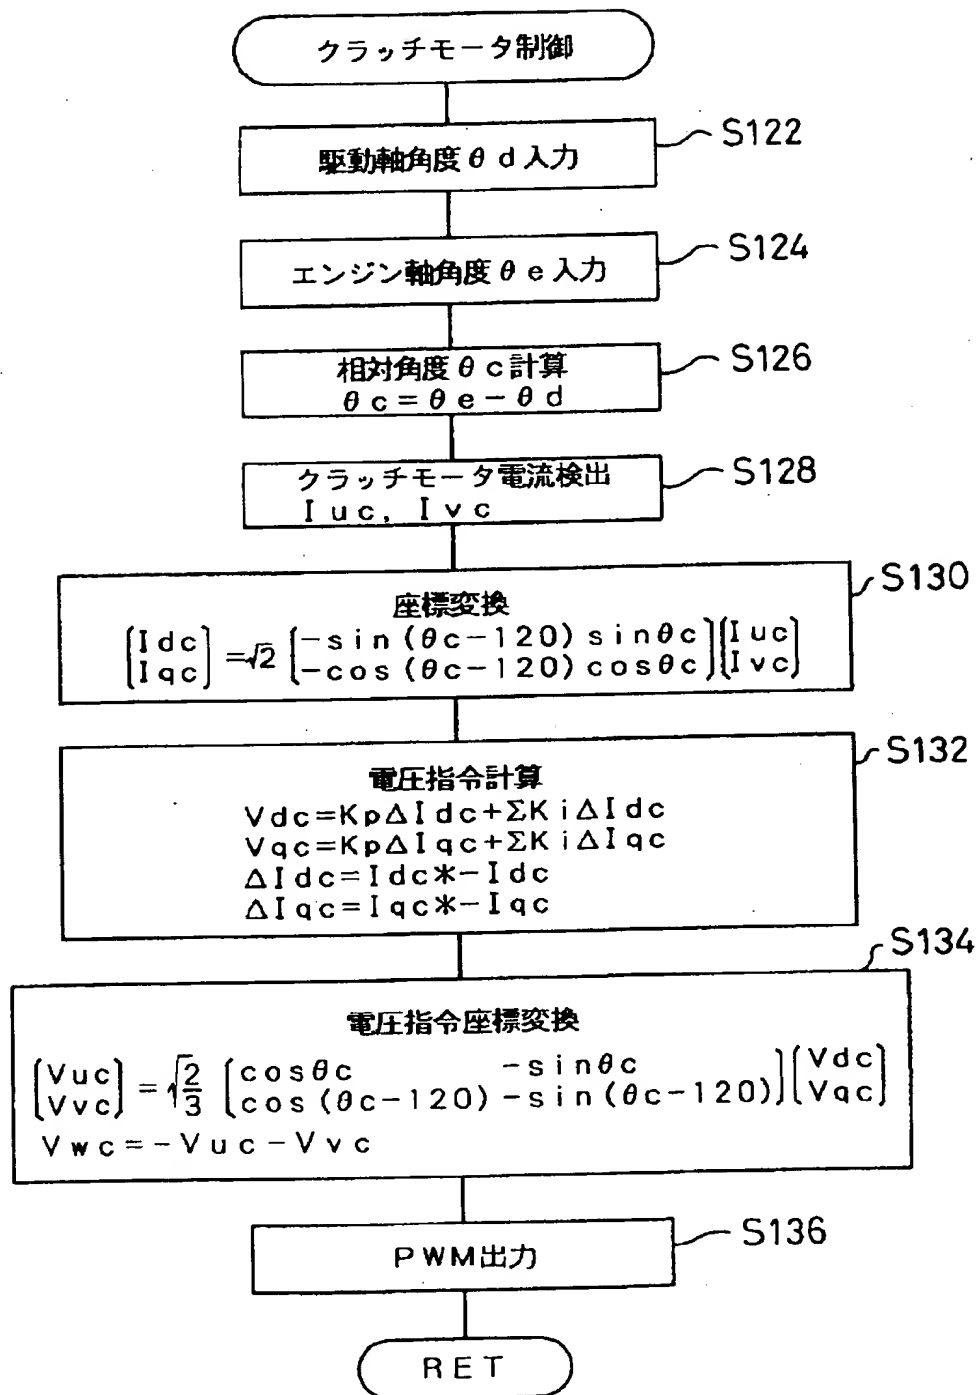 クラッチモータ制御
駆動軸角度θd入力
S122
エンジン軸角度θe入力
S124
相対角度θc計算
θc=θe-θd
S126
クラッチモータ電流検出
Iuc, Ivc
S128
座標変換
[Idc] =√2 [-sin(θc-120) sinθc][Iuc]
[Iqc] [-cos(θc-120) cosθc][Ivc]
S130
電圧指令計算
Vdc=KpΔIdc+ΣKiΔIdc
Vqc=KpΔIqc+ΣKiΔIqc
ΔIdc=Idc*-Idc
ΔIqc=Iqc*-Iqc
S132
電圧指令座標変換
[Vuc] =√2/3 [cosθc -sinθc][Vdc]
[Vvc] [cos(θc-120) -sin(θc-120)][Vqc]
Vwc=-Vuc-Vvc
S134
PWM出力
S136
RET